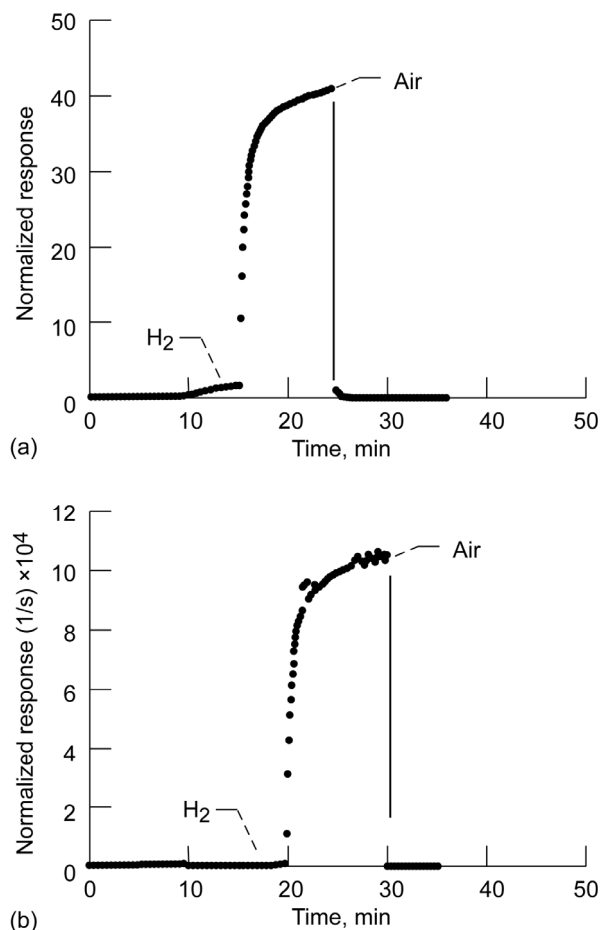 50
40
30
20
10
0
Normalized response
H2
Air
0 10 20 30 40 50
Time, min
(a)
12
10
8
6
4
2
0
Normalized response (1/s) ×10⁴
H2
Air
0 10 20 30 40 50
Time, min
(b)